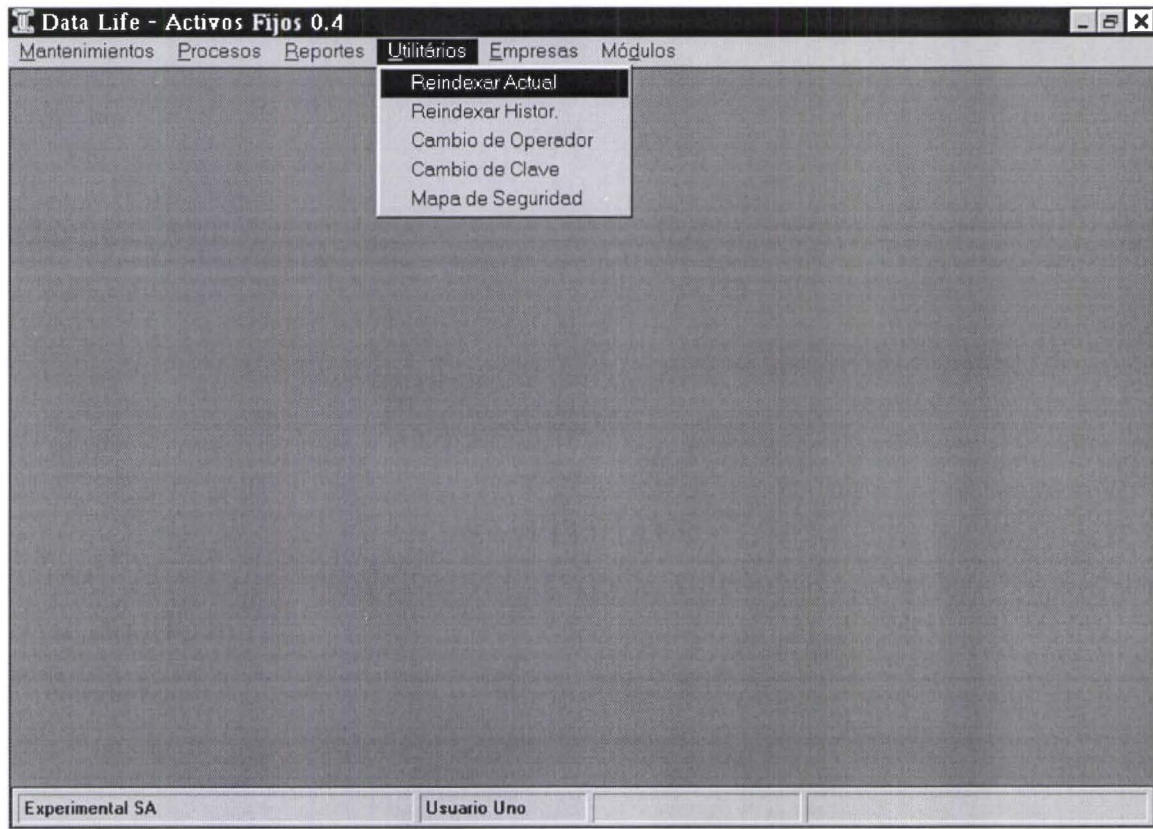 Data Life - Activos Fijos 0.4
Mantenimientos Procesos Reportes Utilitários Empresas Módulos
Reindexar Actual
Reindexar Histor.
Cambio de Operador
Cambio de Clave
Mapa de Seguridad
Experimental SA Usuario Uno